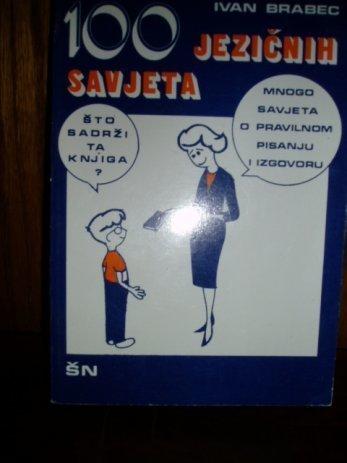 IVAN BRABEC
100 JEZIČNIH
SAVJETA
ŠTO
SADRŽI
TA
KNJIGA
?
MNOGO
SAVJETA
O PRAVILNOM
PISANJU
I IZGOVORU
ŠN